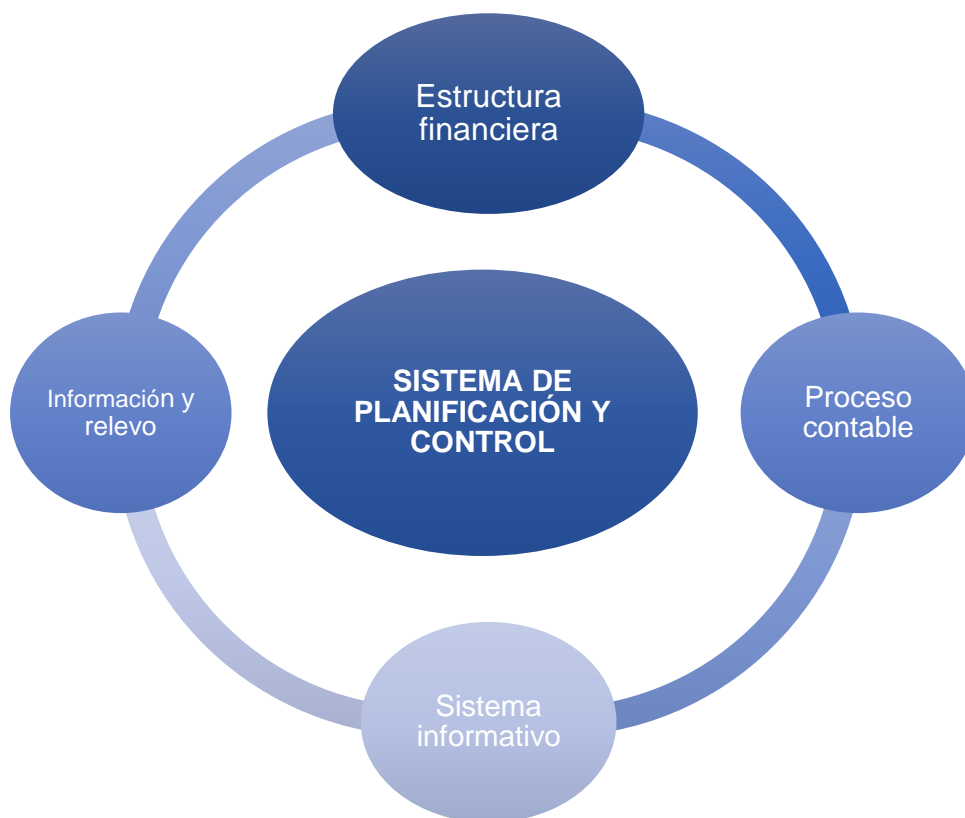 Estructura
financiera
SISTEMA DE
PLANIFICACIÓN Y
CONTROL
Información y
relevo
Proceso
contable
Sistema
informativo